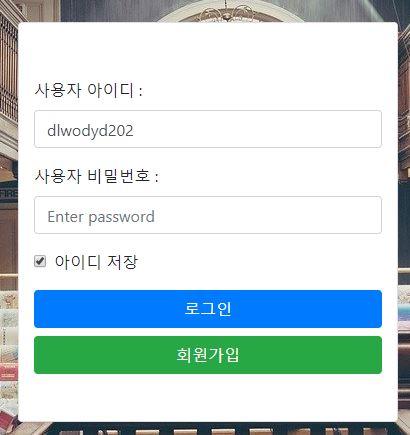 사용자 아이디 :
dlwodyd202
사용자 비밀번호 :
Enter password
아이디 저장
로그인
회원가입